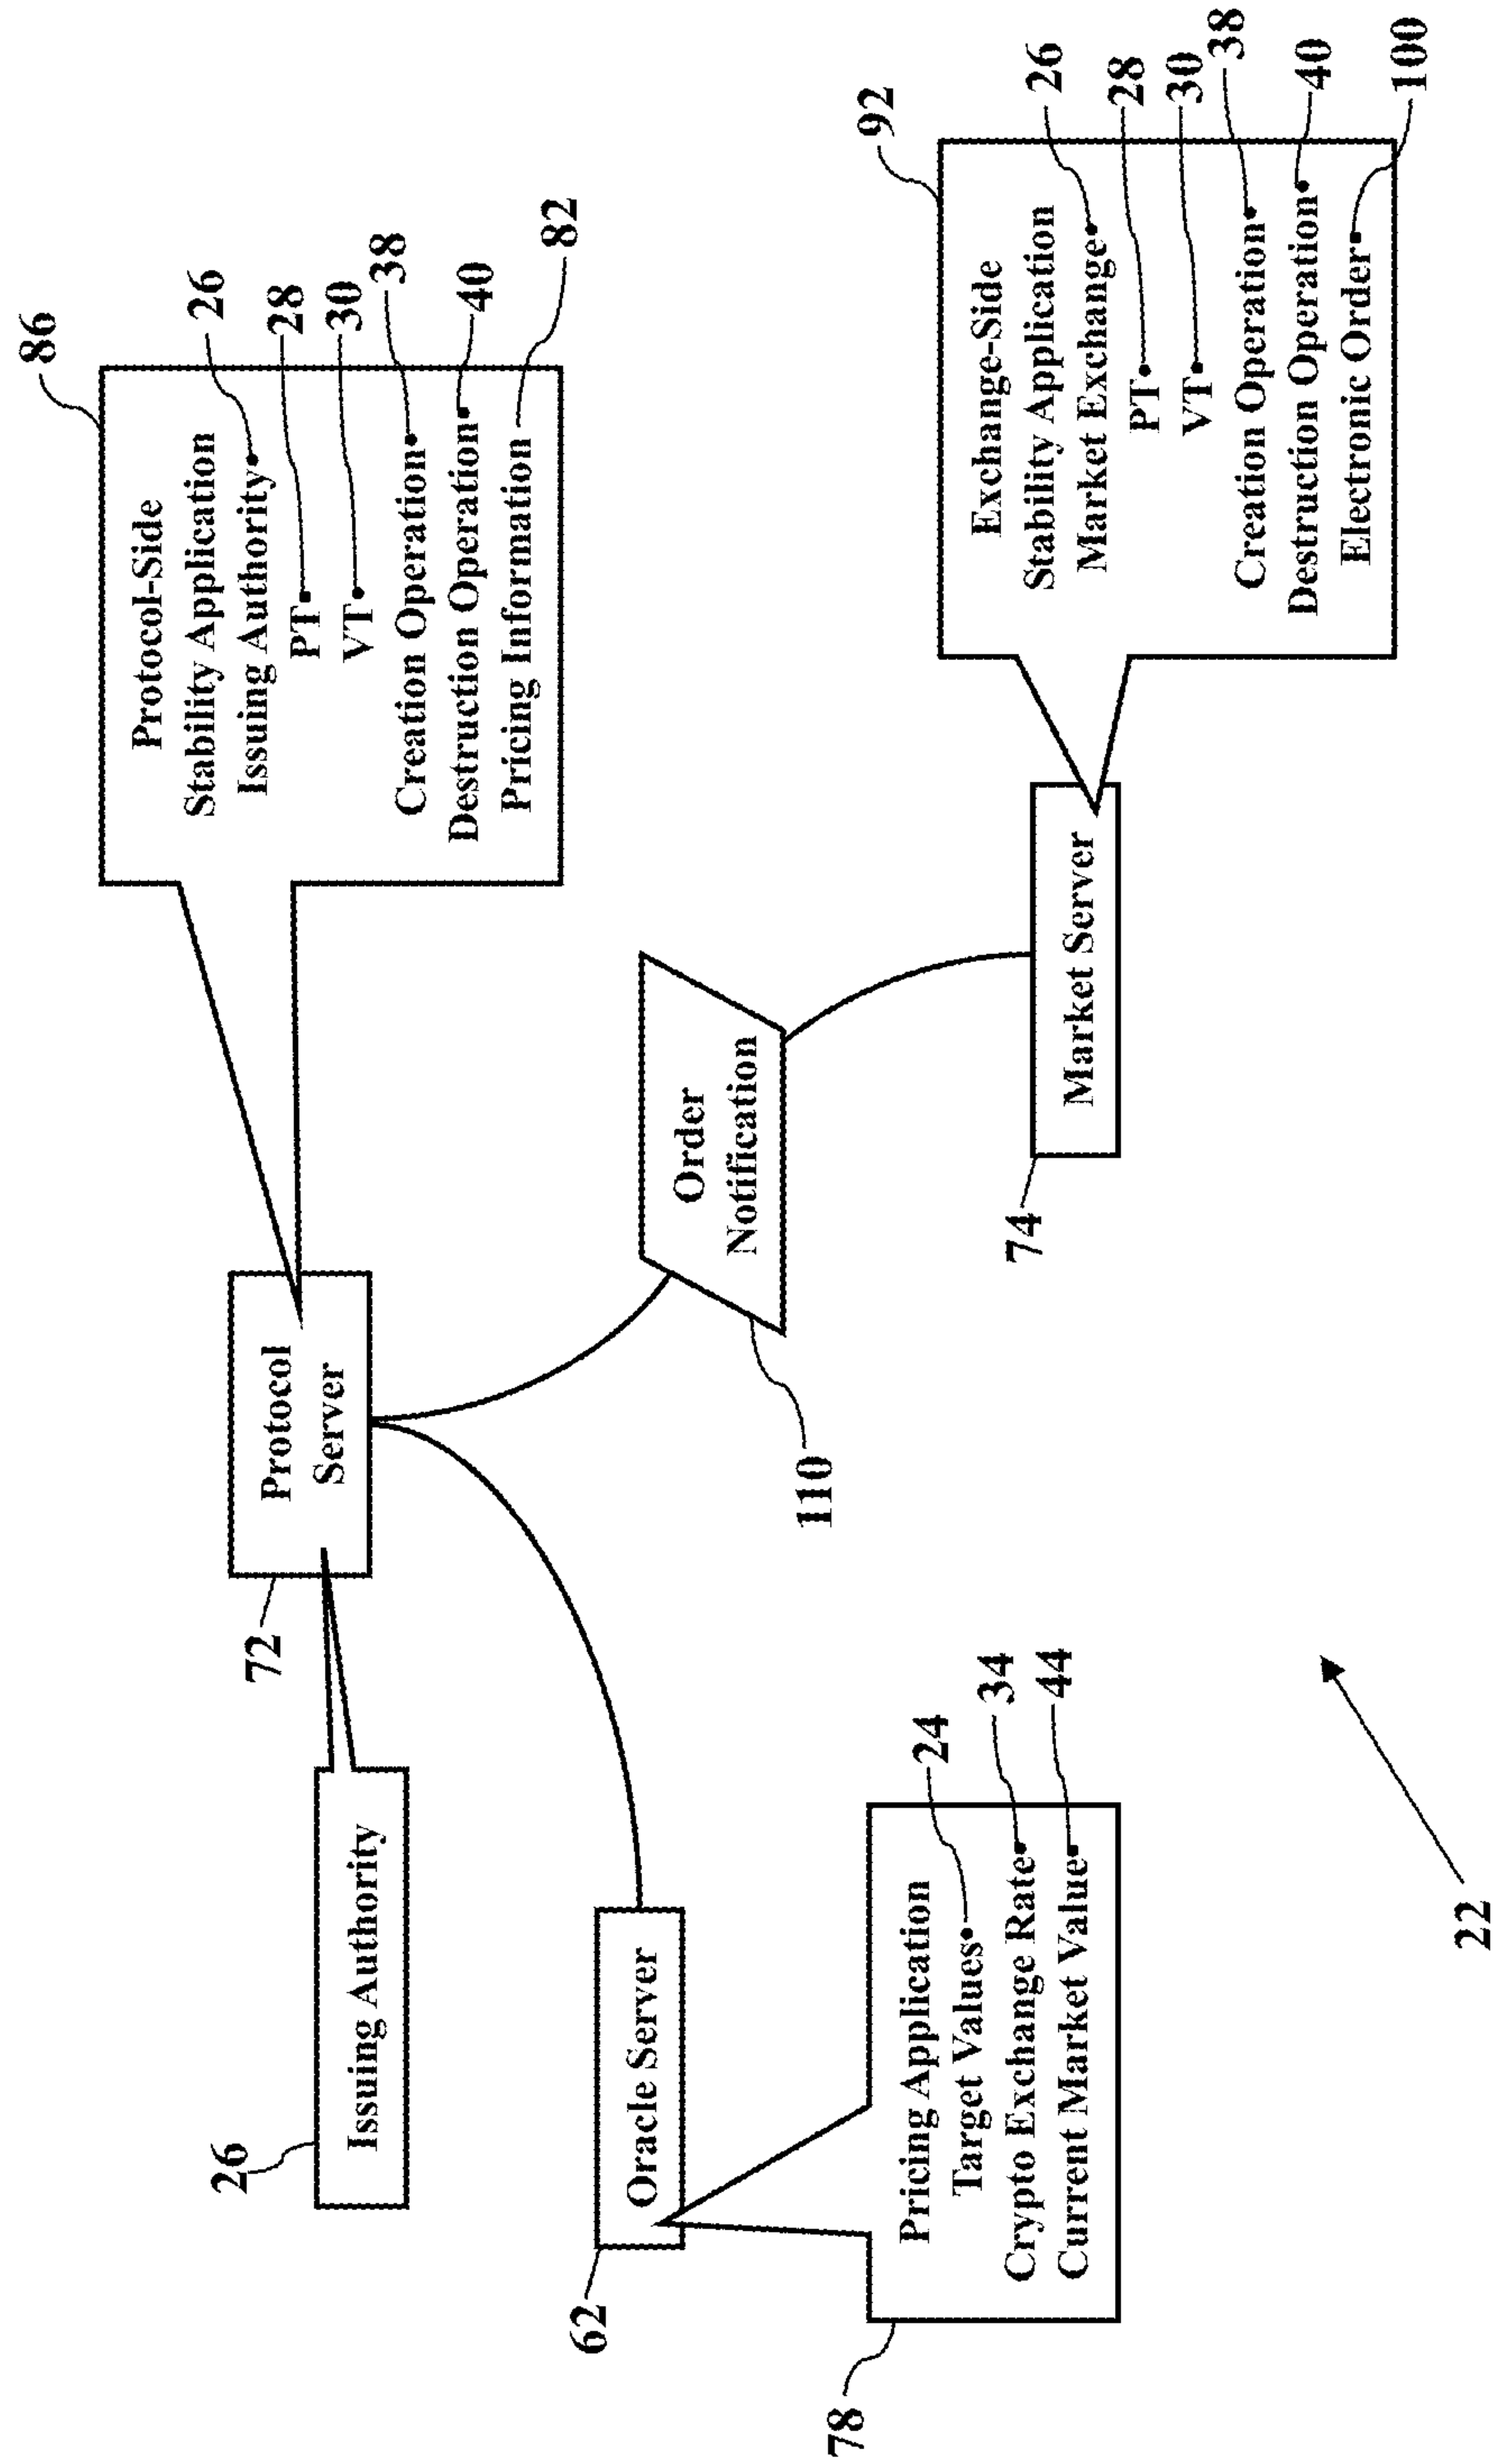 26
Issuing Authority
72
Protocol
Server
86
Protocol-Side
Stability Application
Issuing Authority
26
PT
28
VT
30
Creation Operation
38
Destruction Operation
40
Pricing Information
82
62
Oracle Server
78
Pricing Application
Target Values
24
Crypto Exchange Rate
34
Current Market Value
44
110
Order
Notification
74
Market Server
92
Exchange-Side
Stability Application
Market Exchange
26
PT
28
VT
30
Creation Operation
38
Destruction Operation
40
Electronic Order
100
22